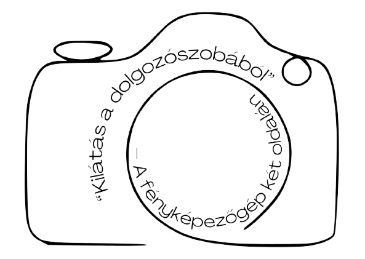 "Kilátás a dolgozószobából"
— A fényképezőgép két oldalán